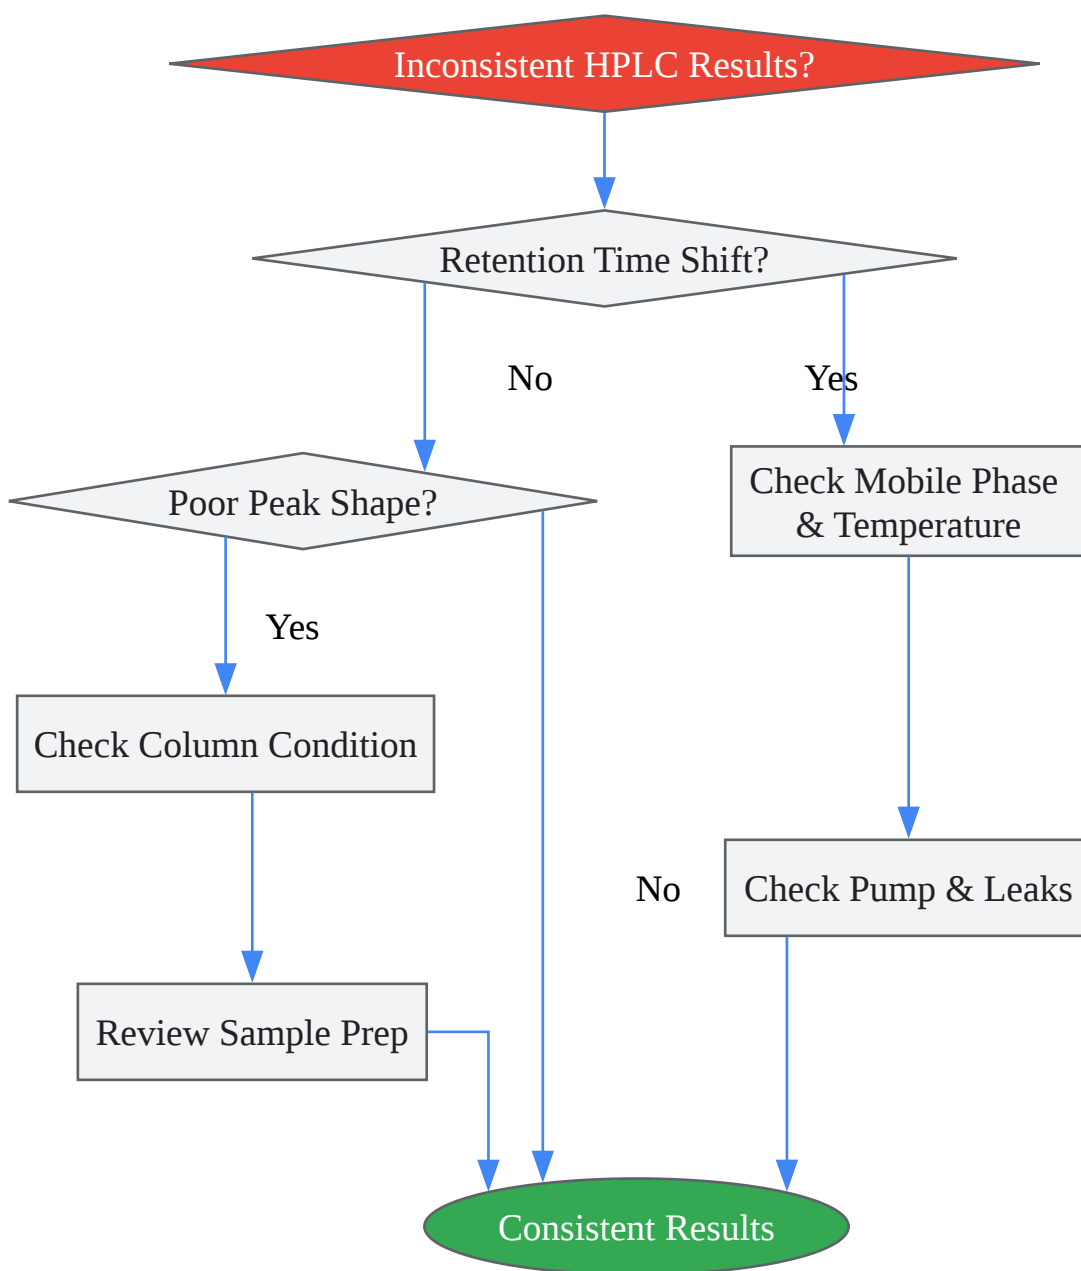 Inconsistent HPLC Results?
Retention Time Shift?
No
Yes
Poor Peak Shape?
Check Mobile Phase
& Temperature
Yes
Check Column Condition
No
Check Pump & Leaks
Review Sample Prep
Consistent Results